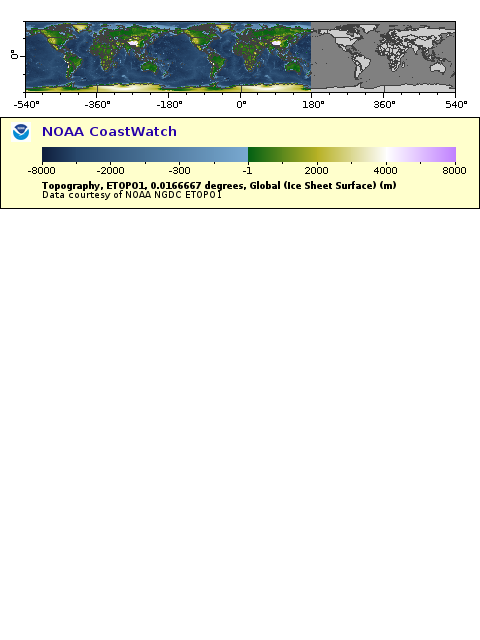 0°
-540° -360° -180° 0° 180° 360° 540°
NOAA CoastWatch
-8000 -2000 -300 -1 2000 4000 8000
Topography, ETOPO1, 0.0166667 degrees, Global (Ice Sheet Surface) (m)
Data courtesy of NOAA NGDC ETOPO1